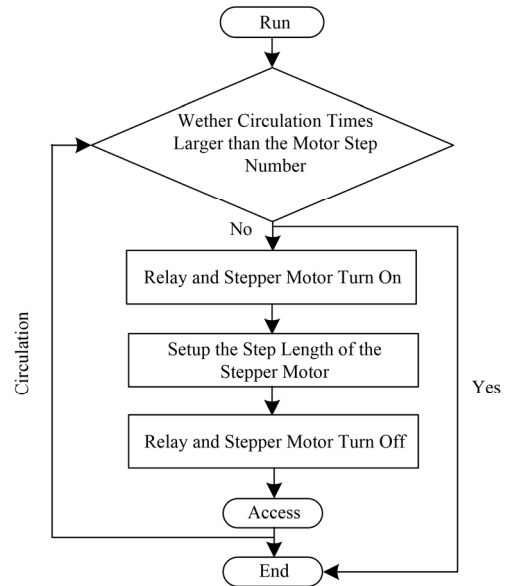 Run
Wether Circulation Times
Larger than the Motor Step
Number
No
Relay and Stepper Motor Turn On
Setup the Step Length of the
Stepper Motor
Circulation
Yes
Relay and Stepper Motor Turn Off
Access
End